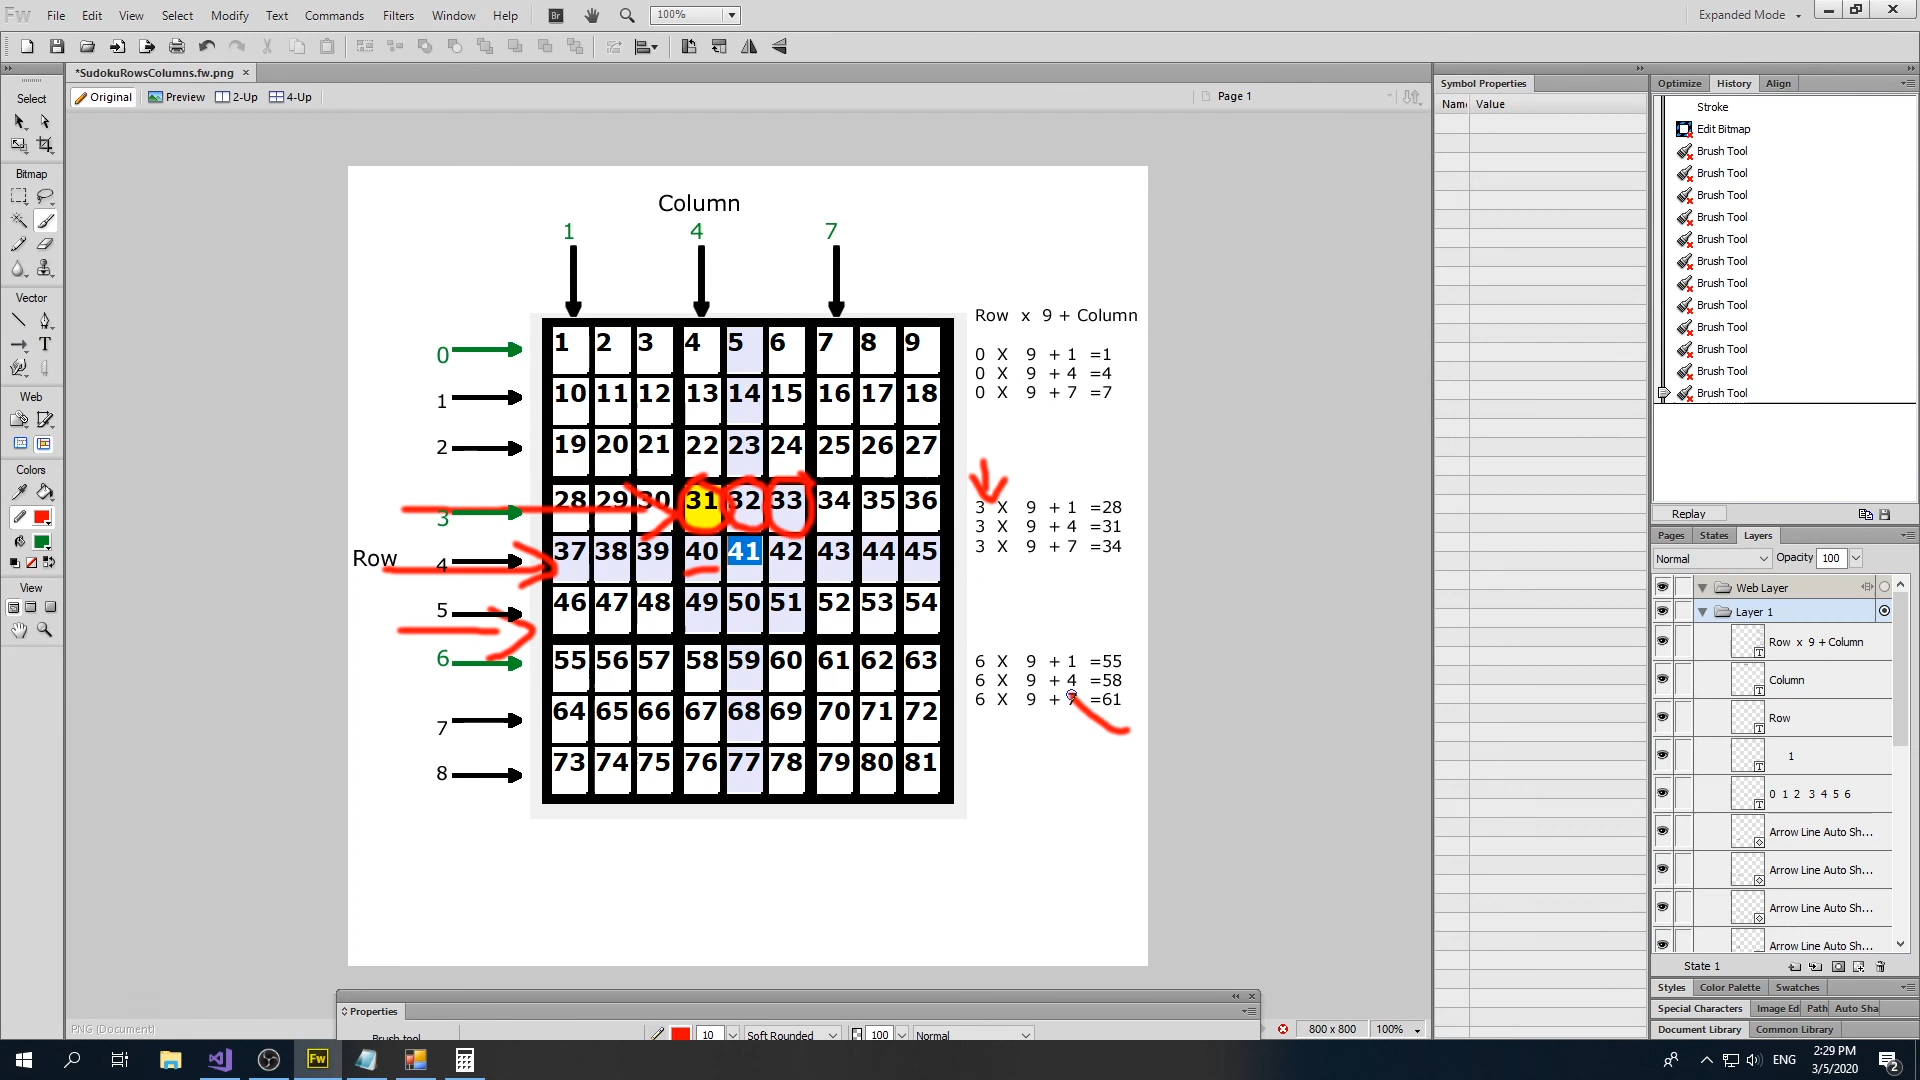 Fw File Edit View Select Modify Text Commands Filters Window Help Br 100% Expanded Mode
*SudokuRowsColumns.fw.png
Original Preview 2-Up 4-Up Page 1
Select
Bitmap
Vector
Web
Colors
View
Column
1 4 7
Row x 9 + Column
0 1 2 3 4 5 6 7 8 9
0 X 9 + 1 =1
0 X 9 + 4 =4
0 X 9 + 7 =7
1 10 11 12 13 14 15 16 17 18
2 19 20 21 22 23 24 25 26 27
3 28 29 30 31 32 33 34 35 36
3 X 9 + 1 =28
3 X 9 + 4 =31
3 X 9 + 7 =34
Row 4 37 38 39 40 41 42 43 44 45
5 46 47 48 49 50 51 52 53 54
6 55 56 57 58 59 60 61 62 63
6 X 9 + 1 =55
6 X 9 + 4 =58
6 X 9 + 7 =61
7 64 65 66 67 68 69 70 71 72
8 73 74 75 76 77 78 79 80 81
Symbol Properties
Name Value
Optimize History Align
Stroke
Edit Bitmap
Brush Tool
Brush Tool
Brush Tool
Brush Tool
Brush Tool
Brush Tool
Brush Tool
Brush Tool
Brush Tool
Brush Tool
Brush Tool
Brush Tool
Replay
Pages States Layers
Normal Opacity 100
Web Layer
Layer 1
Row x 9 + Column
Column
Row
1
0 1 2 3 4 5 6
Arrow Line Auto Sh...
Arrow Line Auto Sh...
Arrow Line Auto Sh...
Arrow Line Auto Sh...
State 1
Styles Color Palette Swatches
Special Characters Image Ed Path Auto Sha
Document Library Common Library
Properties
Brush tool 10 Soft Rounded 100 Normal
PNG (Document) 800 x 800 100%
Fw ENG 2:29 PM
3/5/2020 2